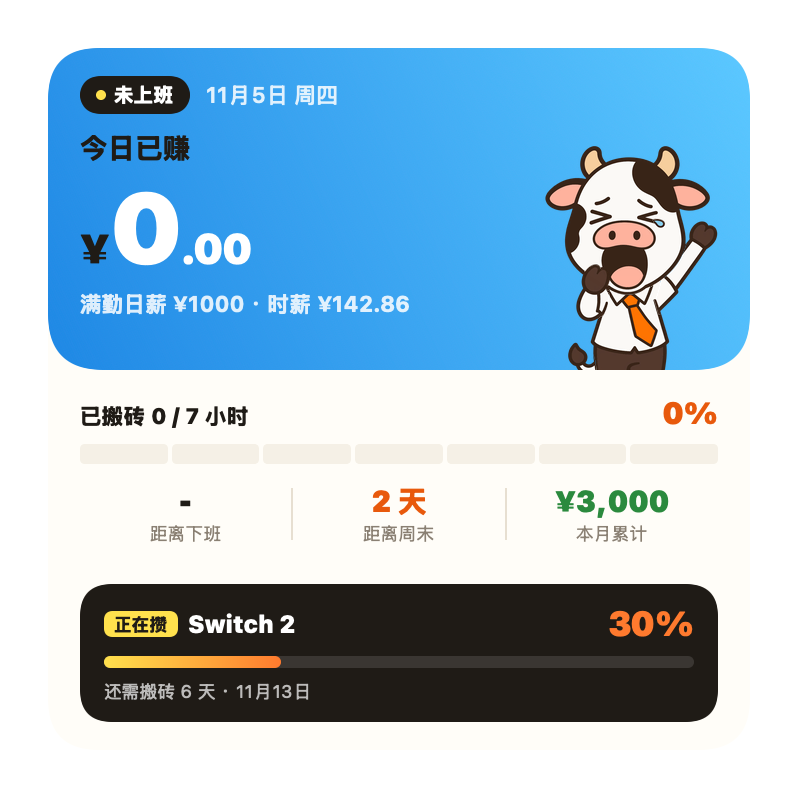 未上班 11月5日 周四
今日已赚
¥0.00
满勤日薪 ¥1000 · 时薪 ¥142.86
已搬砖 0 / 7 小时 0%
- 2 天 ¥3,000
距离下班 距离周末 本月累计
正在攒 Switch 2 30%
还需搬砖 6 天 · 11月13日